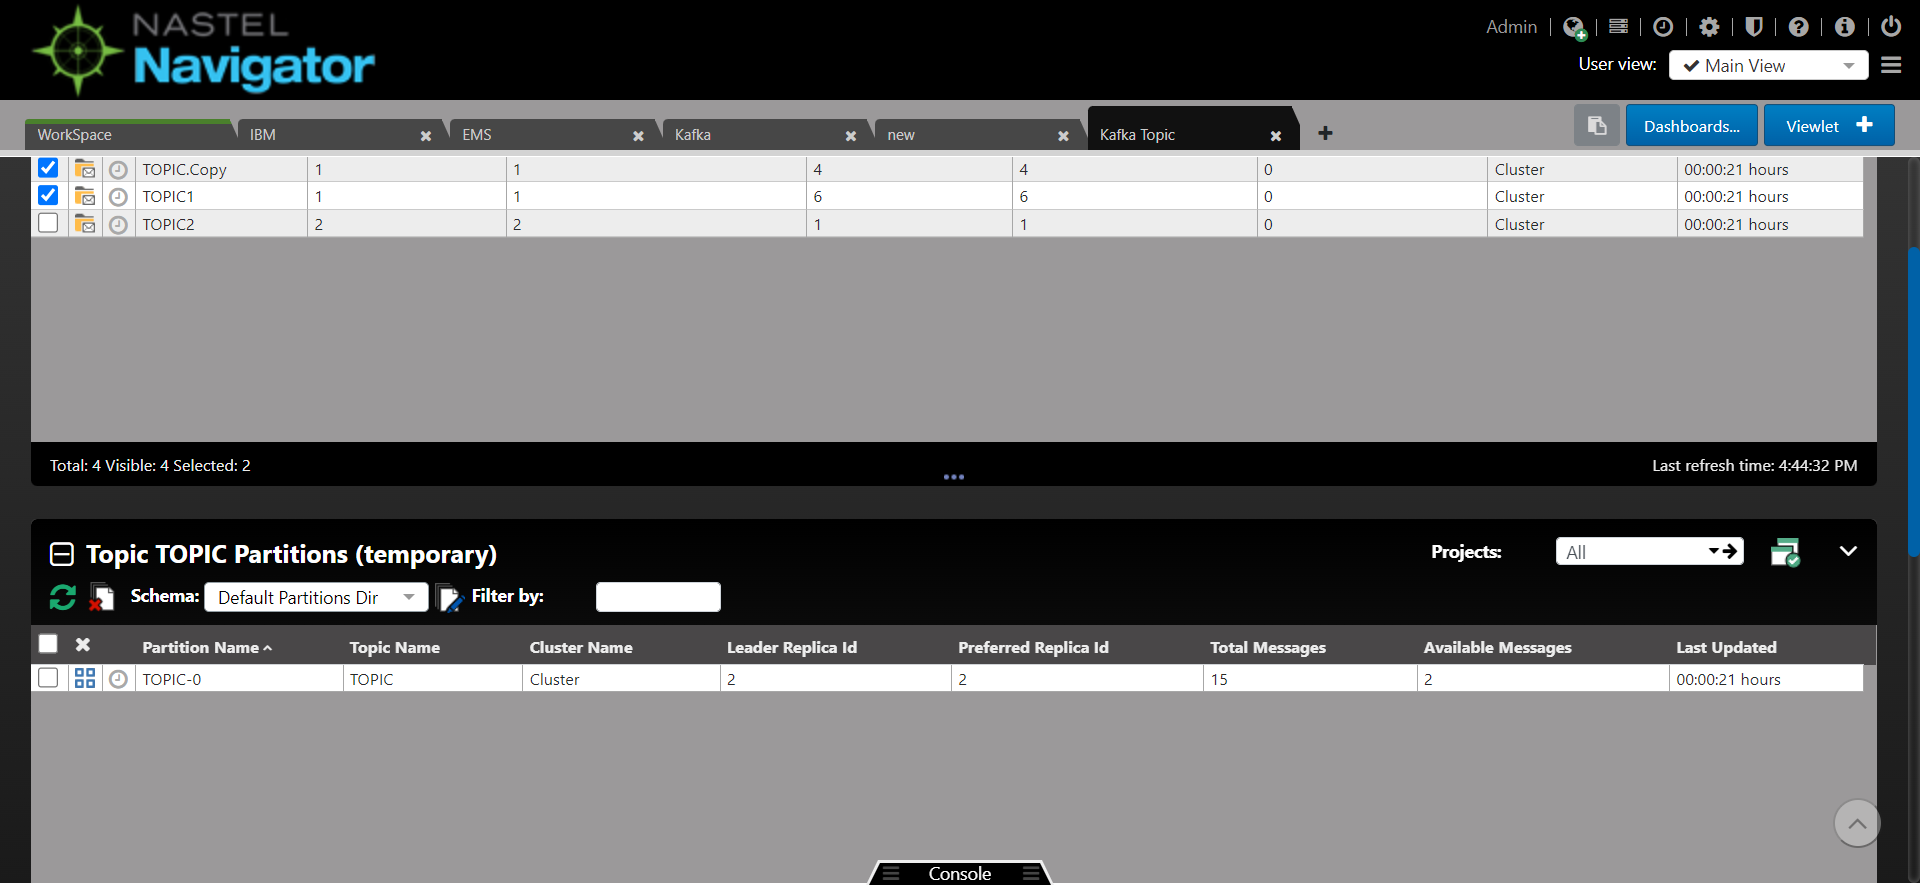 NASTEL
Navigator
Admin
User view: Main View
WorkSpace IBM EMS Kafka new Kafka Topic
Dashboards... Viewlet
TOPIC.Copy 1 1 4 4 0 Cluster 00:00:21 hours
TOPIC1 1 1 6 6 0 Cluster 00:00:21 hours
TOPIC2 2 2 1 1 0 Cluster 00:00:21 hours
Total: 4 Visible: 4 Selected: 2
Last refresh time: 4:44:32 PM
Topic TOPIC Partitions (temporary)
Projects: All
Schema: Default Partitions Dir Filter by:
Partition Name Topic Name Cluster Name Leader Replica Id Preferred Replica Id Total Messages Available Messages Last Updated
TOPIC-0 TOPIC Cluster 2 2 15 2 00:00:21 hours
Console